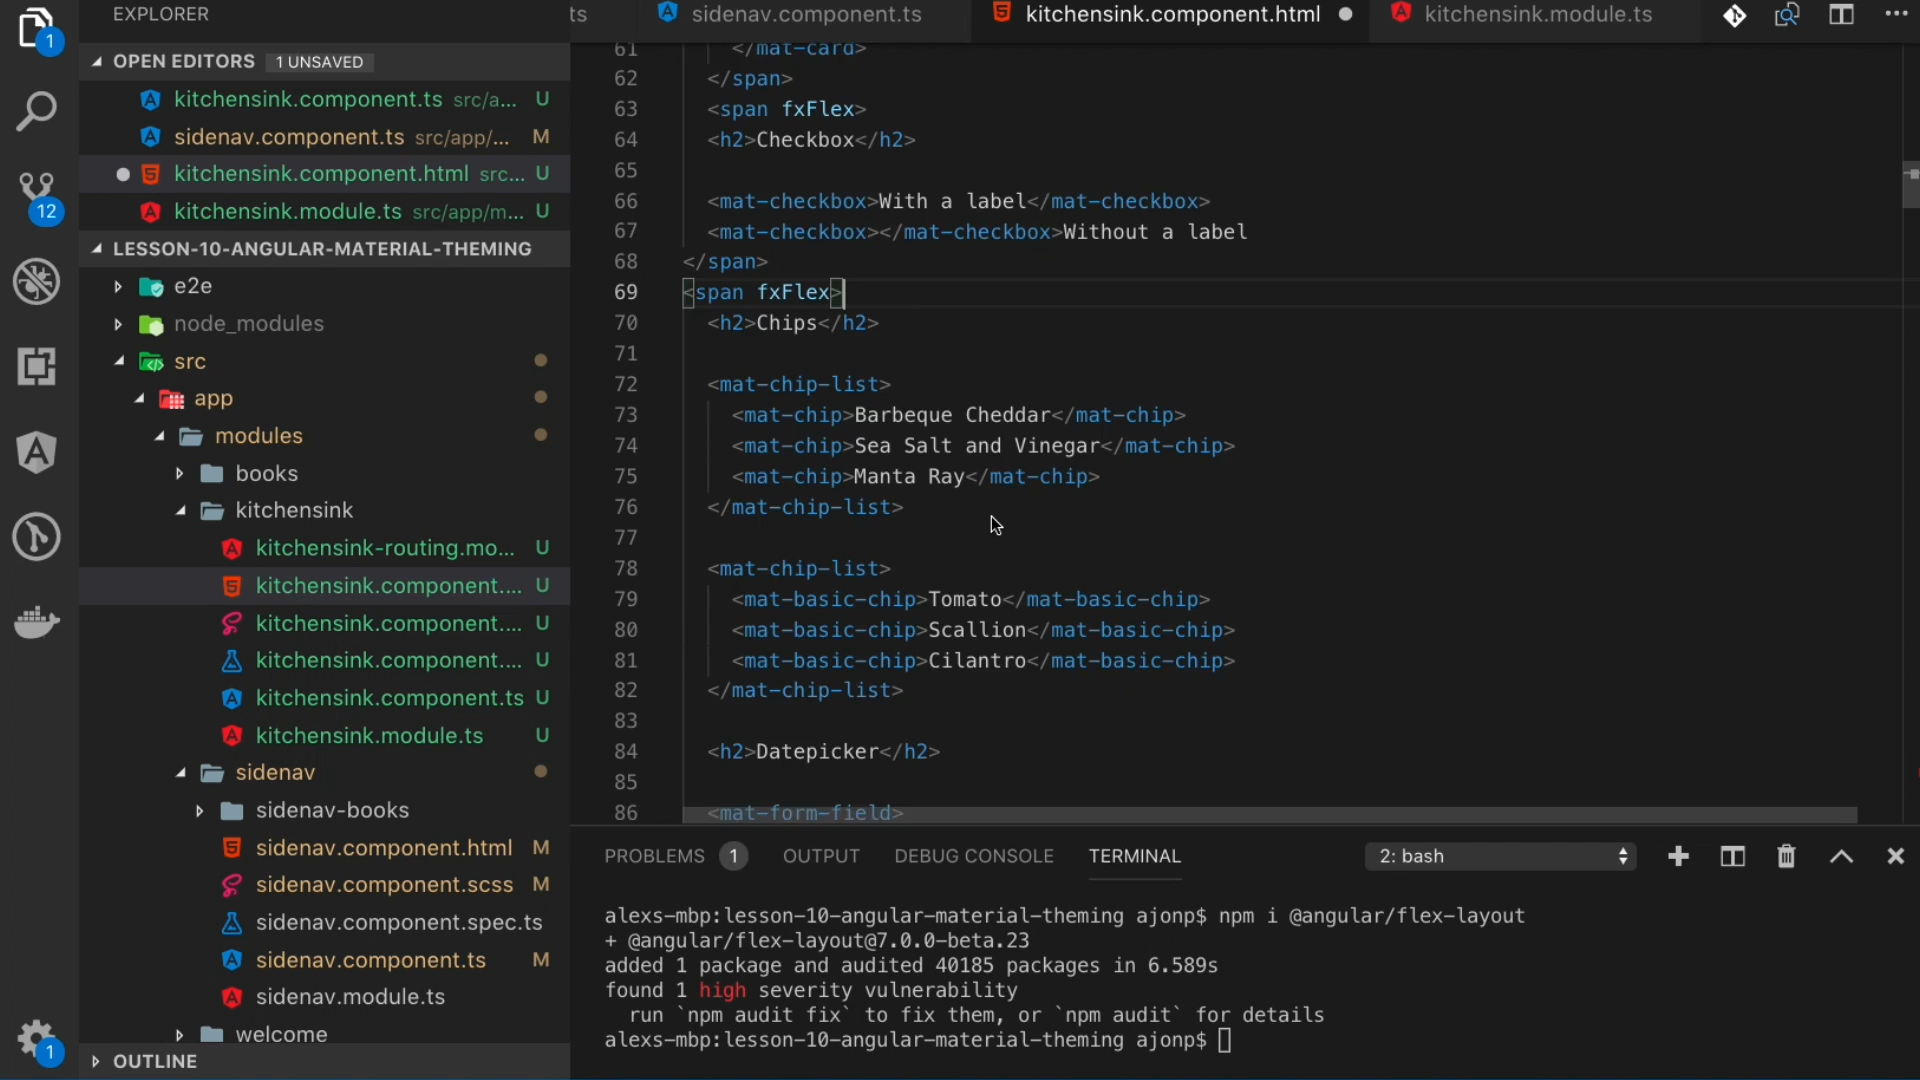 EXPLORER
ts
sidenav.component.ts
kitchensink.component.html
kitchensink.module.ts
1
OPEN EDITORS 1 UNSAVED
kitchensink.component.ts src/a... U
sidenav.component.ts src/app/... M
kitchensink.component.html src... U
kitchensink.module.ts src/app/m... U
12
LESSON-10-ANGULAR-MATERIAL-THEMING
e2e
node_modules
src
app
modules
books
kitchensink
kitchensink-routing.mo... U
kitchensink.component.... U
kitchensink.component.... U
kitchensink.component.... U
kitchensink.component.ts U
kitchensink.module.ts U
sidenav
sidenav-books
sidenav.component.html M
sidenav.component.scss M
sidenav.component.spec.ts
sidenav.component.ts M
sidenav.module.ts
welcome
1
OUTLINE
61 </mat-card>
62 </span>
63 <span fxFlex>
64 <h2>Checkbox</h2>
65
66 <mat-checkbox>With a label</mat-checkbox>
67 <mat-checkbox></mat-checkbox>Without a label
68 </span>
69 <span fxFlex>
70 <h2>Chips</h2>
71
72 <mat-chip-list>
73 <mat-chip>Barbeque Cheddar</mat-chip>
74 <mat-chip>Sea Salt and Vinegar</mat-chip>
75 <mat-chip>Manta Ray</mat-chip>
76 </mat-chip-list>
77
78 <mat-chip-list>
79 <mat-basic-chip>Tomato</mat-basic-chip>
80 <mat-basic-chip>Scallion</mat-basic-chip>
81 <mat-basic-chip>Cilantro</mat-basic-chip>
82 </mat-chip-list>
83
84 <h2>Datepicker</h2>
85
86 <mat-form-field>
PROBLEMS 1 OUTPUT DEBUG CONSOLE TERMINAL 2: bash
alexs-mbp:lesson-10-angular-material-theming ajonp$ npm i @angular/flex-layout
+ @angular/flex-layout@7.0.0-beta.23
added 1 package and audited 40185 packages in 6.589s
found 1 high severity vulnerability
run `npm audit fix` to fix them, or `npm audit` for details
alexs-mbp:lesson-10-angular-material-theming ajonp$